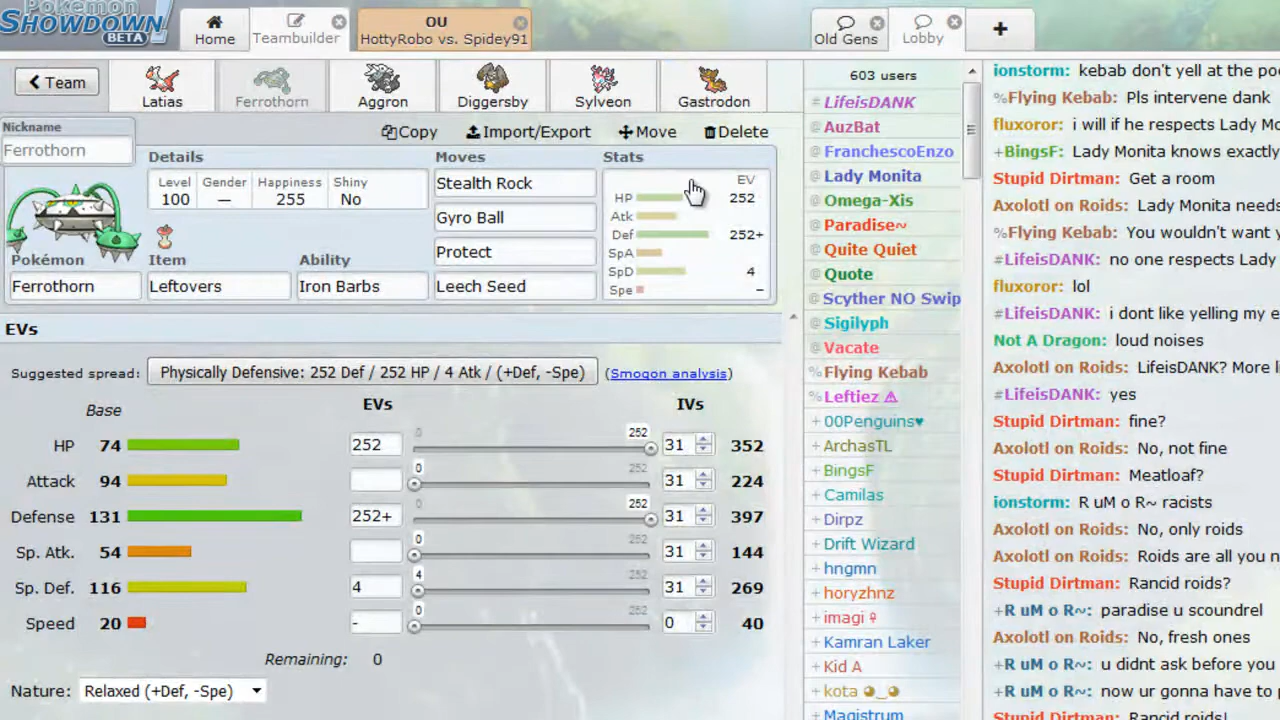 Pokémon
SHOWDOWN!
BETA
Home
Teambuilder
OU
HottyRobo vs. Spidey91
Old Gens
Lobby
+
Team
Latias
Ferrothorn
Aggron
Diggersby
Sylveon
Gastrodon
Copy
Import/Export
Move
Delete
Nickname
Ferrothorn
Details
Level
100
Gender
—
Happiness
255
Shiny
No
Pokémon
Ferrothorn
Item
Leftovers
Ability
Iron Barbs
Moves
Stealth Rock
Gyro Ball
Protect
Leech Seed
Stats
EV
HP 252
Atk
Def 252+
SpA
SpD 4
Spe –
EVs
Suggested spread: Physically Defensive: 252 Def / 252 HP / 4 Atk / (+Def, -Spe) (Smogon analysis)
Base EVs IVs
HP 74 252 0 252 31 352
Attack 94 0 252 31 224
Defense 131 252+ 0 252 31 397
Sp. Atk. 54 0 252 31 144
Sp. Def. 116 4 4 252 31 269
Speed 20 - 0 252 0 40
Remaining: 0
Nature: Relaxed (+Def, -Spe)
603 users
#LifeisDANK
@AuzBat
@FranchescoEnzo
@Lady Monita
@Omega-Xis
@Paradise~
@Quite Quiet
@Quote
@Scyther NO Swip
@Sigilyph
@Vacate
%Flying Kebab
%Leftiez ⚠
+00Penguins♥
+ArchasTL
+BingsF
+Camilas
+Dirpz
+Drift Wizard
+hngmn
+horyzhnz
+imagi ♀
+Kamran Laker
+Kid A
+kota ◕‿◕
+Magistrum
ionstorm: kebab don't yell at the po
%Flying Kebab: Pls intervene dank
fluxoror: i will if he respects Lady Mo
+BingsF: Lady Monita knows exactly
Stupid Dirtman: Get a room
Axolotl on Roids: Lady Monita needs
%Flying Kebab: You wouldn't want y
#LifeisDANK: no one respects Lady
fluxoror: lol
#LifeisDANK: i dont like yelling my e
Not A Dragon: loud noises
Axolotl on Roids: LifeisDANK? More l
#LifeisDANK: yes
Stupid Dirtman: fine?
Axolotl on Roids: No, not fine
Stupid Dirtman: Meatloaf?
ionstorm: R uM o R~ racists
Axolotl on Roids: No, only roids
Axolotl on Roids: Roids are all you n
Stupid Dirtman: Rancid roids?
+R uM o R~: paradise u scoundrel
Axolotl on Roids: No, fresh ones
+R uM o R~: u didnt ask before you
+R uM o R~: now ur gonna have to p
Stupid Dirtman: Rancid roids!